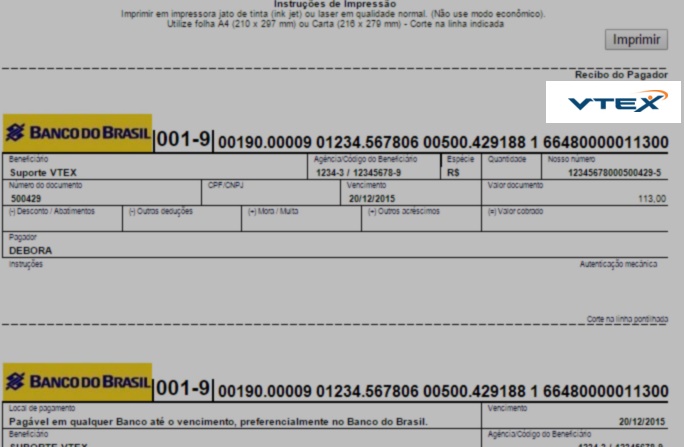 Instruções de Impressão
Imprimir em impressora jato de tinta (ink jet) ou laser em qualidade normal. (Não use modo econômico).
Utilize folha A4 (210 x 297 mm) ou Carta (216 x 279 mm) - Corte na linha indicada
Imprimir
Recibo do Pagador
VTEX
BANCO DO BRASIL |001-9| 00190.00009 01234.567806 00500.429188 1 66480000011300
Beneficiário Agência/Código do Beneficiário Espécie Quantidade Nosso número
Suporte VTEX 1234-3 / 12345678-9 R$ 12345678000500429-5
Número do documento CPF/CNPJ Vencimento Valor documento
500429 20/12/2015 113,00
(-) Desconto / Abatimentos (-) Outras deduções (+) Mora / Multa (+) Outros acréscimos (=) Valor cobrado
Pagador
DEBORA
Instruções Autenticação mecânica
Corte na linha pontilhada
BANCO DO BRASIL |001-9| 00190.00009 01234.567806 00500.429188 1 66480000011300
Local de pagamento Vencimento
Pagável em qualquer Banco até o vencimento, preferencialmente no Banco do Brasil. 20/12/2015
Beneficiário Agência/Código do Beneficiário
SUPORTE VTEX 1234-3 / 12345678-9